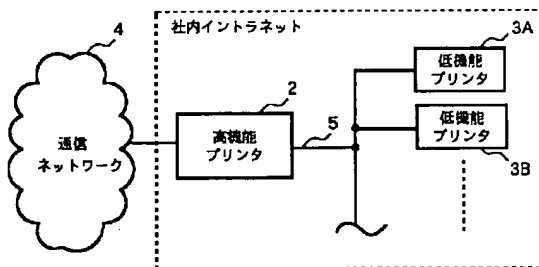 4
社内イントラネット
3A
低機能
プリンタ
2
高機能
プリンタ
5
低機能
プリンタ
3B
通信
ネットワーク